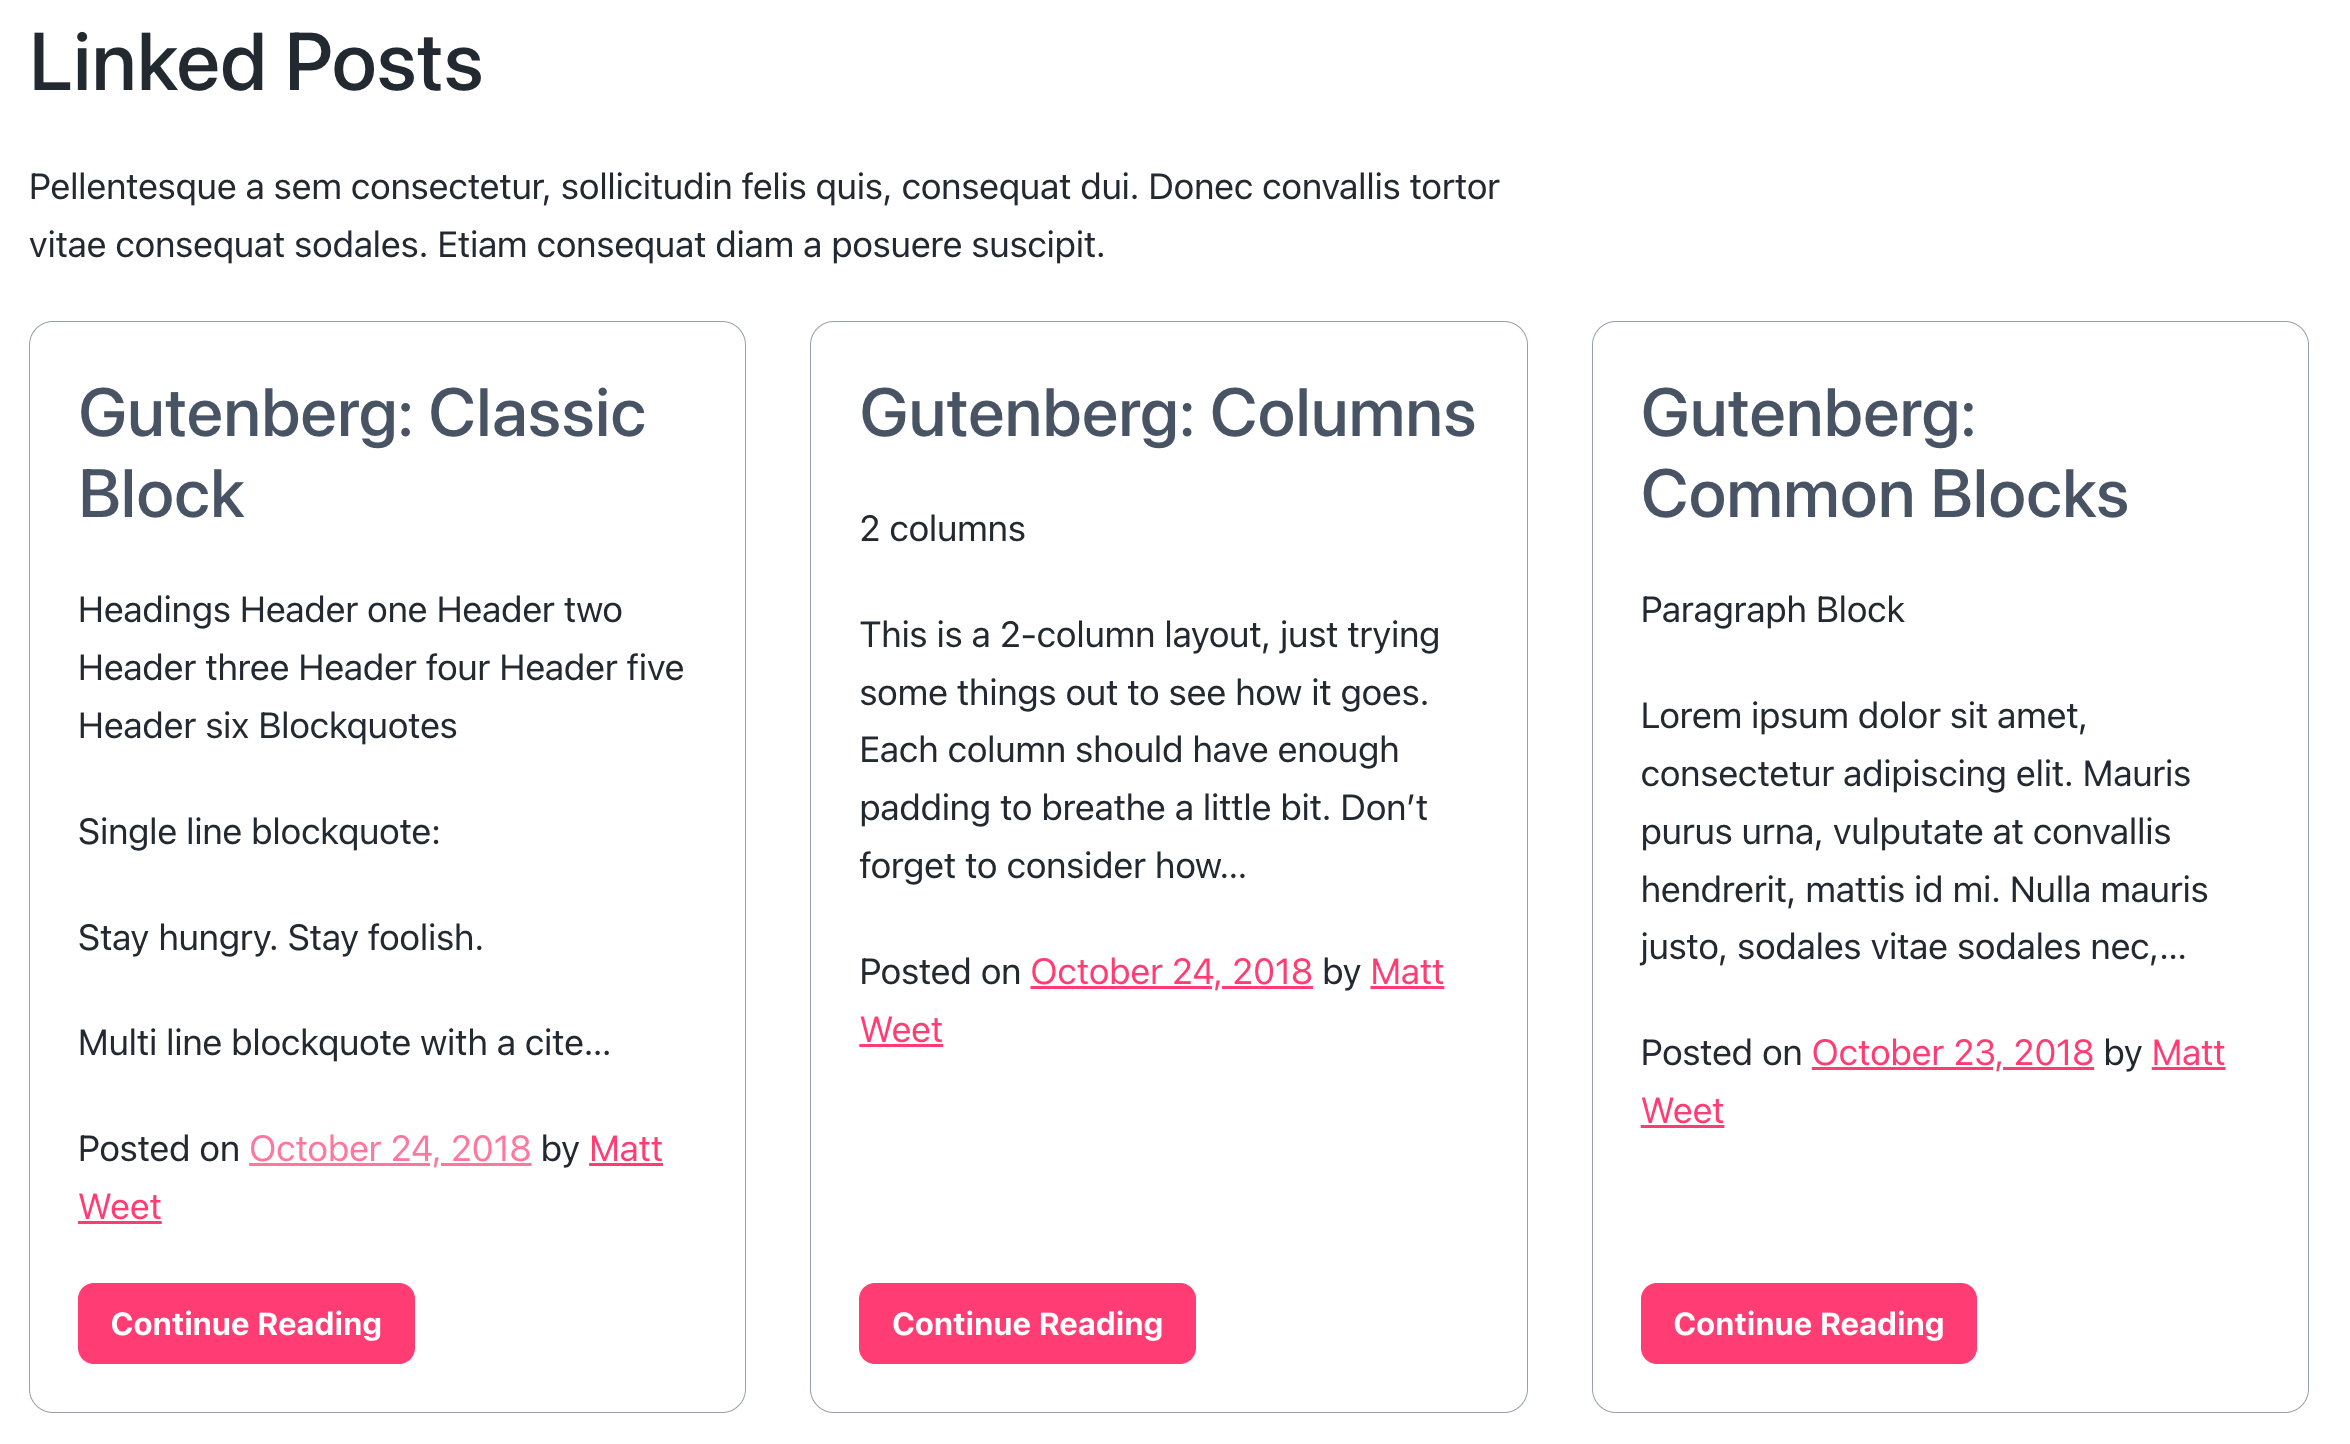 Linked Posts
Pellentesque a sem consectetur, sollicitudin felis quis, consequat dui. Donec convallis tortor
vitae consequat sodales. Etiam consequat diam a posuere suscipit.
Gutenberg: Classic
Block
Headings Header one Header two
Header three Header four Header five
Header six Blockquotes
Single line blockquote:
Stay hungry. Stay foolish.
Multi line blockquote with a cite…
Posted on October 24, 2018 by Matt
Weet
Continue Reading
Gutenberg: Columns
2 columns
This is a 2-column layout, just trying
some things out to see how it goes.
Each column should have enough
padding to breathe a little bit. Don’t
forget to consider how…
Posted on October 24, 2018 by Matt
Weet
Continue Reading
Gutenberg:
Common Blocks
Paragraph Block
Lorem ipsum dolor sit amet,
consectetur adipiscing elit. Mauris
purus urna, vulputate at convallis
hendrerit, mattis id mi. Nulla mauris
justo, sodales vitae sodales nec,…
Posted on October 23, 2018 by Matt
Weet
Continue Reading